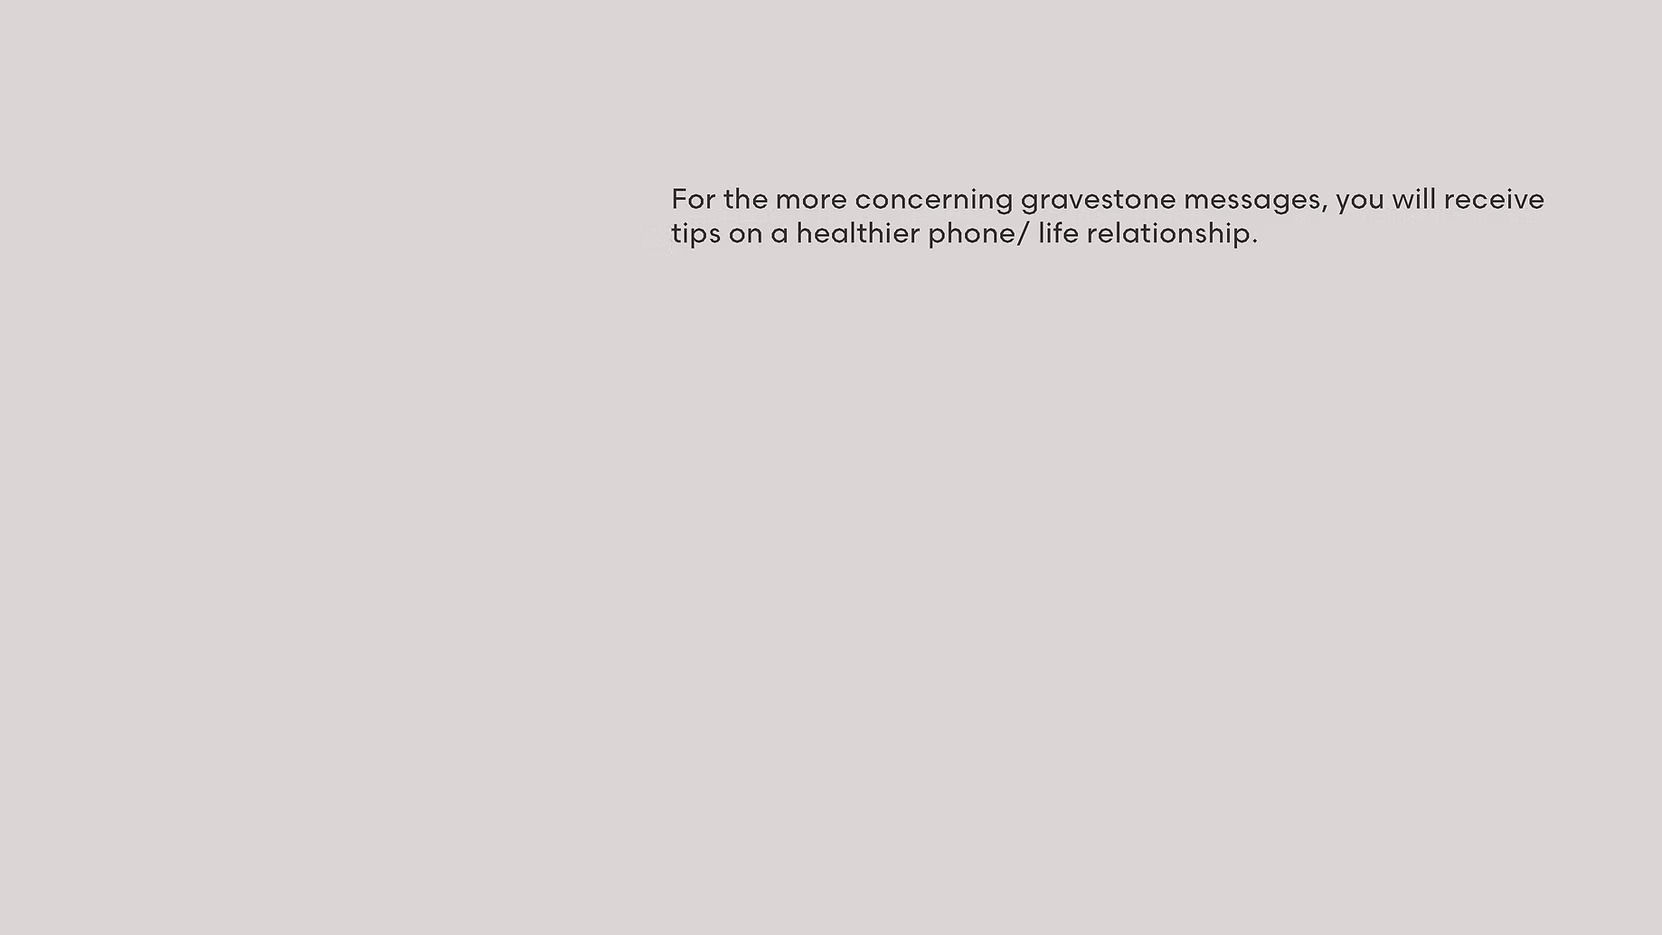 For the more concerning gravestone messages, you will receive
tips on a healthier phone/ life relationship.